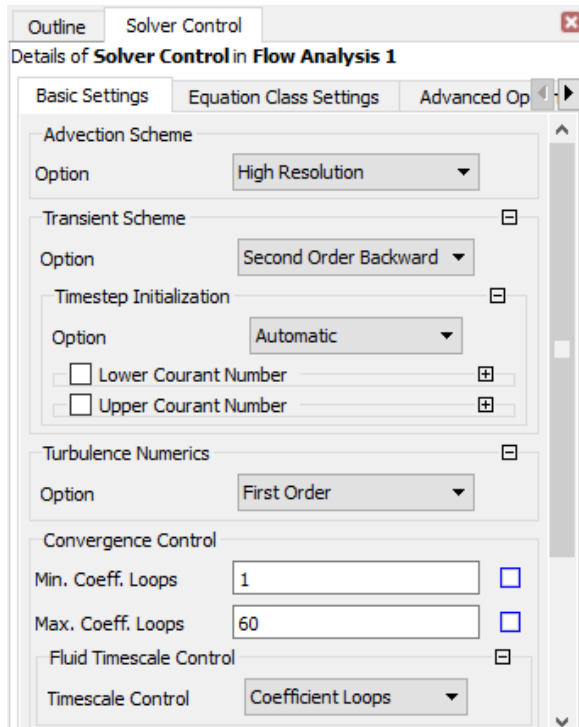 Outline Solver Control
Details of Solver Control in Flow Analysis 1
Basic Settings Equation Class Settings Advanced Op
Advection Scheme
Option High Resolution
Transient Scheme
Option Second Order Backward
Timestep Initialization
Option Automatic
Lower Courant Number
Upper Courant Number
Turbulence Numerics
Option First Order
Convergence Control
Min. Coeff. Loops 1
Max. Coeff. Loops 60
Fluid Timescale Control
Timescale Control Coefficient Loops